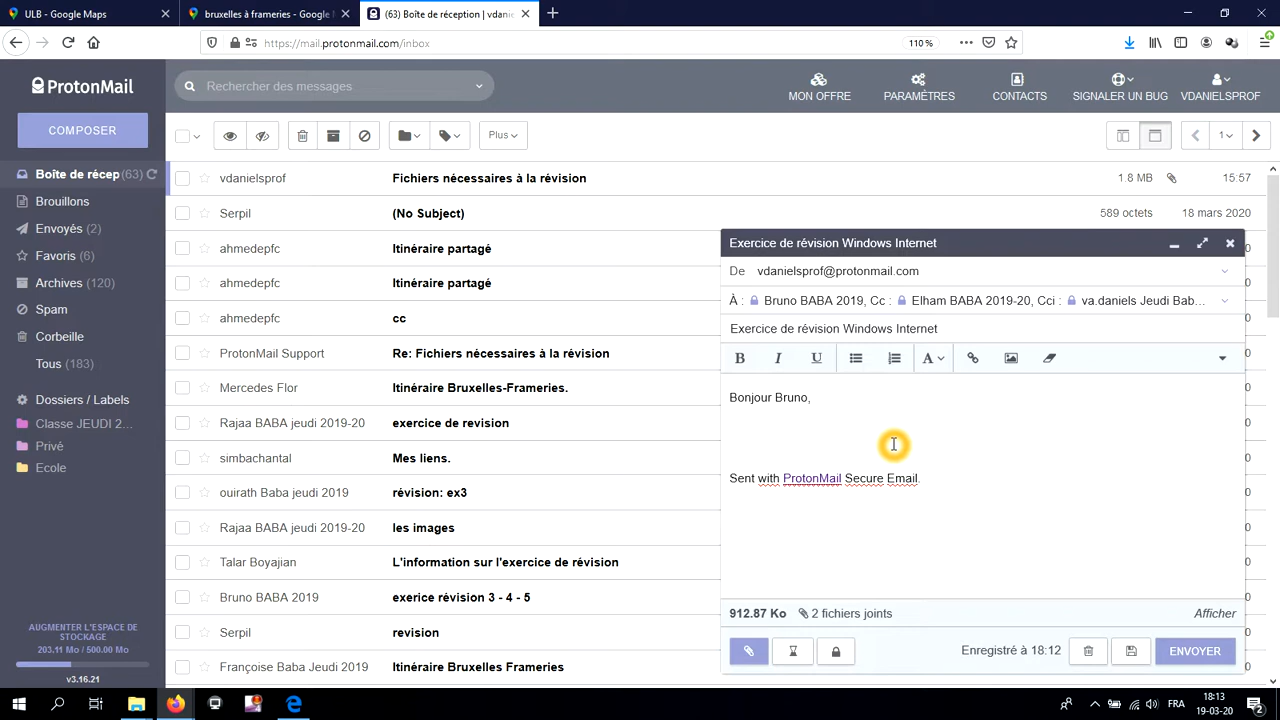 ULB - Google Maps
bruxelles à frameries - Google M
(63) Boîte de réception | vdanie
https://mail.protonmail.com/inbox
110 %
ProtonMail
Rechercher des messages
MON OFFRE
PARAMÈTRES
CONTACTS
SIGNALER UN BUG
VDANIELSPROF
COMPOSER
Plus
1
Boîte de récep (63)
Brouillons
Envoyés (2)
Favoris (6)
Archives (120)
Spam
Corbeille
Tous (183)
Dossiers / Labels
Classe JEUDI 2...
Privé
Ecole
AUGMENTER L'ESPACE DE
STOCKAGE
203.11 Mo / 500.00 Mo
v3.16.21
vdanielsprof Fichiers nécessaires à la révision 1.8 MB 15:57
Serpil (No Subject) 589 octets 18 mars 2020
ahmedepfc Itinéraire partagé
ahmedepfc Itinéraire partagé
ahmedepfc cc
ProtonMail Support Re: Fichiers nécessaires à la révision
Mercedes Flor Itinéraire Bruxelles-Frameries.
Rajaa BABA jeudi 2019-20 exercice de revision
simbachantal Mes liens.
ouirath Baba jeudi 2019 révision: ex3
Rajaa BABA jeudi 2019-20 les images
Talar Boyajian L'information sur l'exercice de révision
Bruno BABA 2019 exerice révision 3 - 4 - 5
Serpil revision
Françoise Baba Jeudi 2019 Itinéraire Bruxelles Frameries
Exercice de révision Windows Internet
De vdanielsprof@protonmail.com
À : Bruno BABA 2019, Cc : Elham BABA 2019-20, Cci : va.daniels Jeudi Bab...
Exercice de révision Windows Internet
B I U A
Bonjour Bruno,
Sent with ProtonMail Secure Email.
912.87 Ko 2 fichiers joints Afficher
Enregistré à 18:12 ENVOYER
FRA
18:13
19-03-20
2